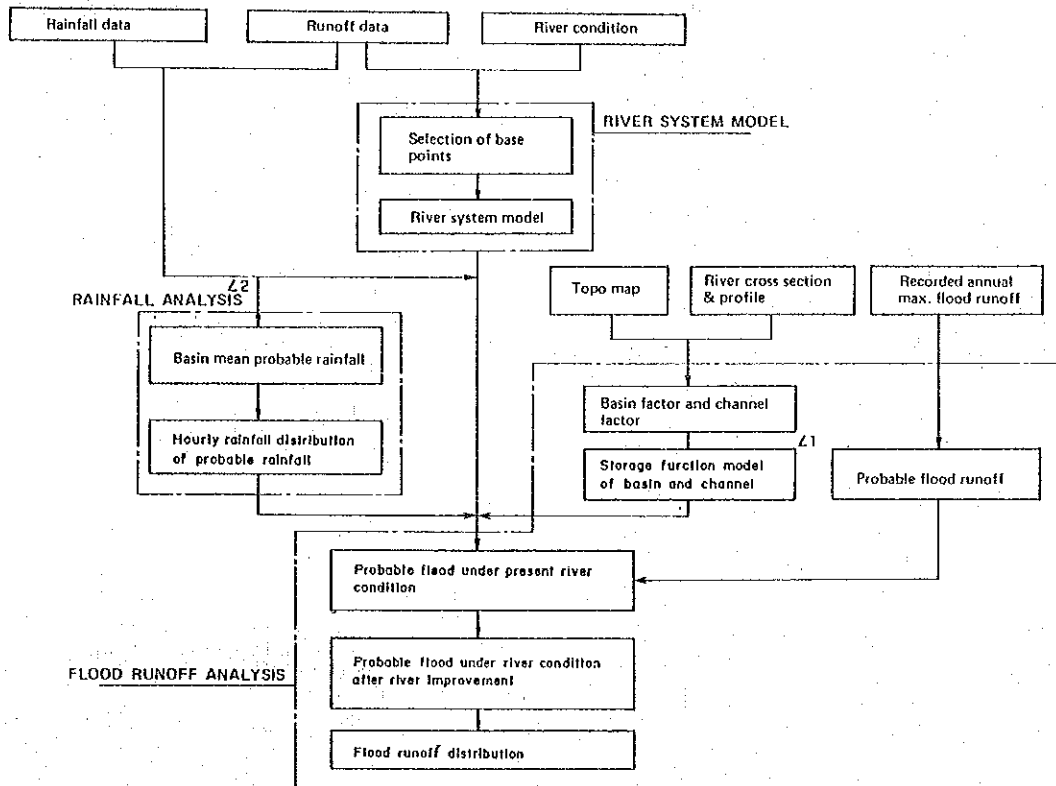 Rainfall data
Runoff data
River condition
RIVER SYSTEM MODEL
Selection of base
points
River system model
∠2
RAINFALL ANALYSIS
Topo map
River cross section
& profile
Recorded annual
max. flood runoff
Basin mean probable rainfall
Basin factor and channel
factor
Hourly rainfall distribution
of probable rainfall
∠1
Storage function model
of basin and channel
Probable flood runoff
Probable flood under present river
condition
Probable flood under river condition
after river Improvement
FLOOD RUNOFF ANALYSIS
Flood runoff distribution